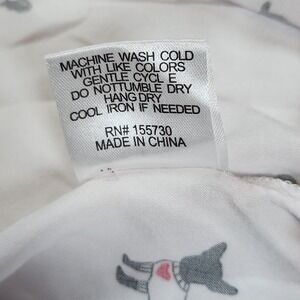 MACHINE WASH COLD
WITH LIKE COLORS
GENTLE CYCL E
DO NOTTUMBLE DRY
HANG DRY
COOL IRON IF NEEDED
RN# 155730
MADE IN CHINA